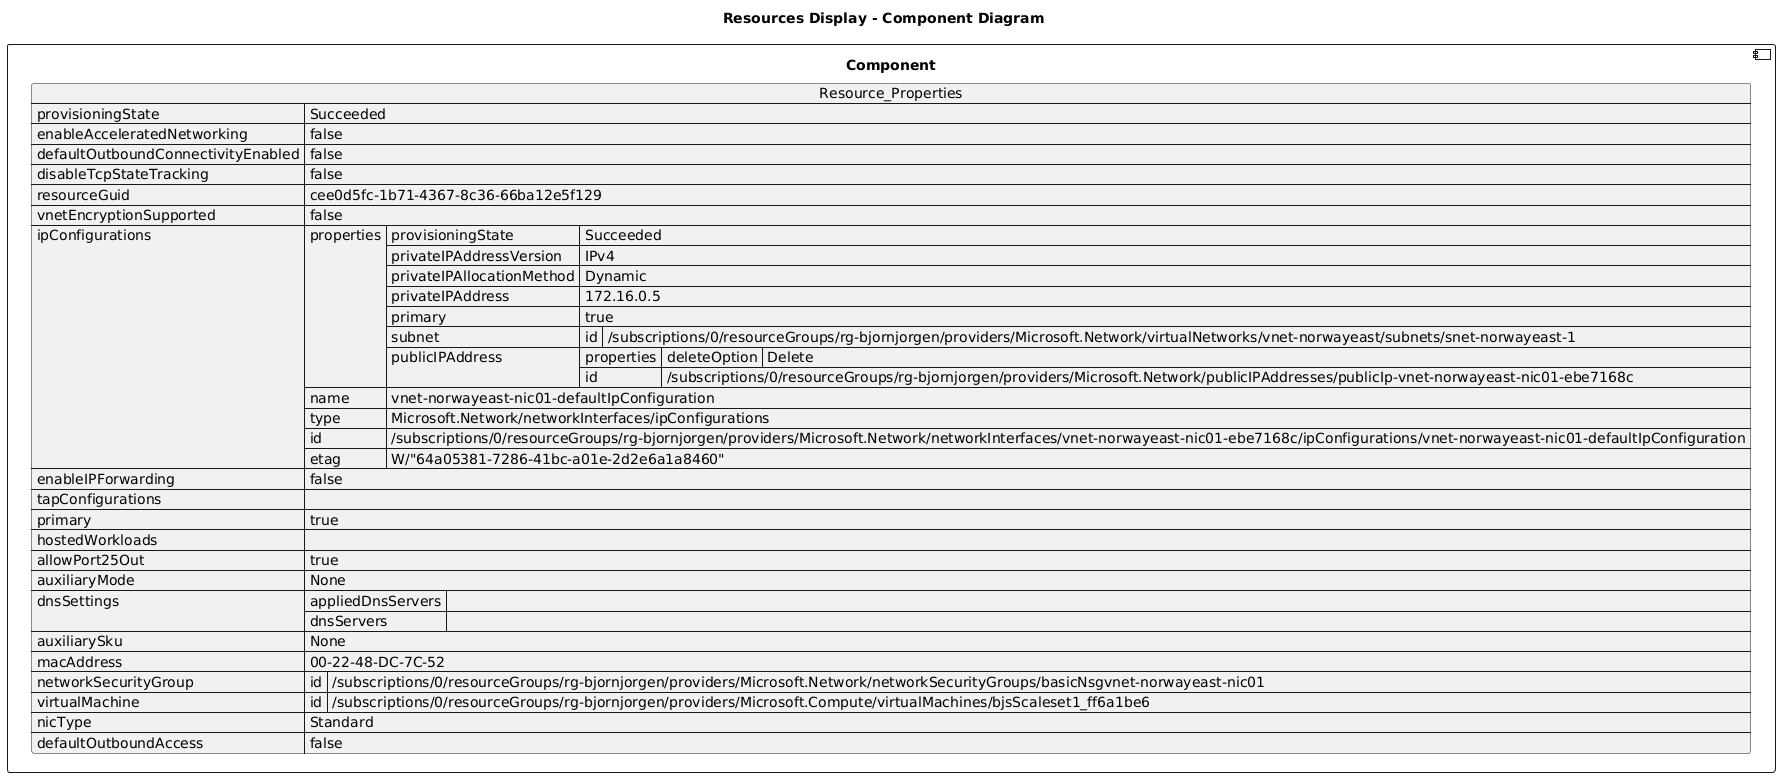 Resources Display - Component Diagram
Component
Resource_Properties
provisioningState Succeeded
enableAcceleratedNetworking false
defaultOutboundConnectivityEnabled false
disableTcpStateTracking false
resourceGuid cee0d5fc-1b71-4367-8c36-66ba12e5f129
vnetEncryptionSupported false
ipConfigurations properties provisioningState Succeeded
privateIPAddressVersion IPv4
privateIPAllocationMethod Dynamic
privateIPAddress 172.16.0.5
primary true
subnet id /subscriptions/0/resourceGroups/rg-bjornjorgen/providers/Microsoft.Network/virtualNetworks/vnet-norwayeast/subnets/snet-norwayeast-1
publicIPAddress properties deleteOption Delete
id /subscriptions/0/resourceGroups/rg-bjornjorgen/providers/Microsoft.Network/publicIPAddresses/publicIp-vnet-norwayeast-nic01-ebe7168c
name vnet-norwayeast-nic01-defaultIpConfiguration
type Microsoft.Network/networkInterfaces/ipConfigurations
id /subscriptions/0/resourceGroups/rg-bjornjorgen/providers/Microsoft.Network/networkInterfaces/vnet-norwayeast-nic01-ebe7168c/ipConfigurations/vnet-norwayeast-nic01-defaultIpConfiguration
etag W/"64a05381-7286-41bc-a01e-2d2e6a1a8460"
enableIPForwarding false
tapConfigurations
primary true
hostedWorkloads
allowPort25Out true
auxiliaryMode None
dnsSettings appliedDnsServers
dnsServers
auxiliarySku None
macAddress 00-22-48-DC-7C-52
networkSecurityGroup id /subscriptions/0/resourceGroups/rg-bjornjorgen/providers/Microsoft.Network/networkSecurityGroups/basicNsgvnet-norwayeast-nic01
virtualMachine id /subscriptions/0/resourceGroups/rg-bjornjorgen/providers/Microsoft.Compute/virtualMachines/bjsScaleset1_ff6a1be6
nicType Standard
defaultOutboundAccess false